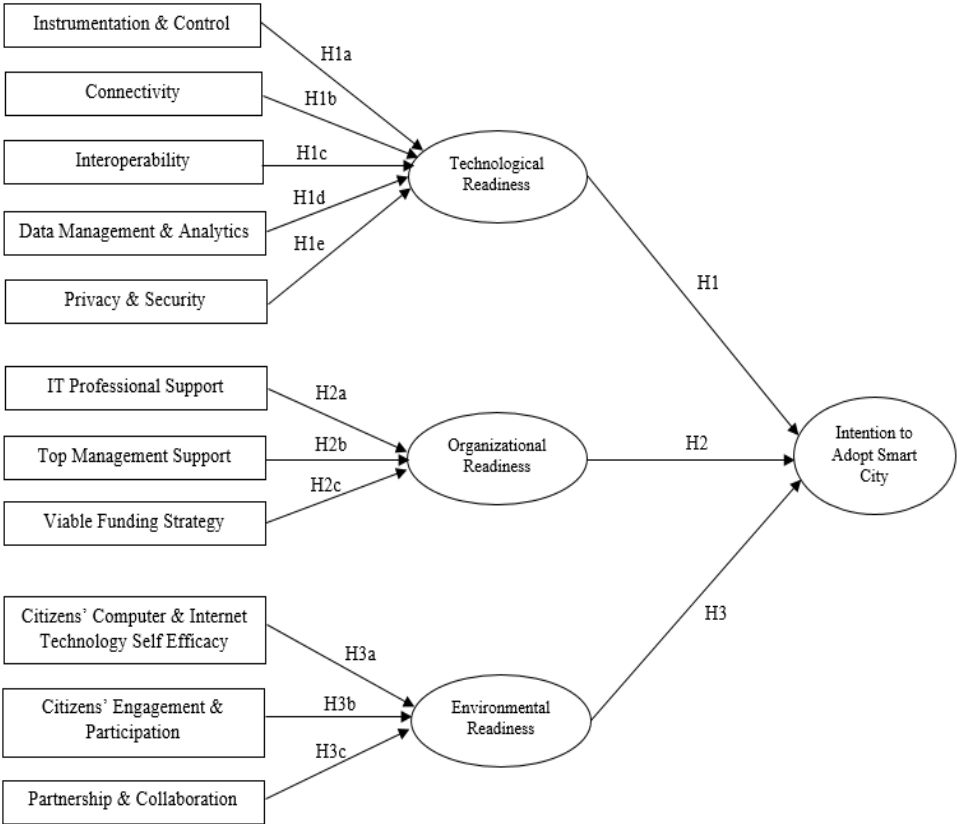 Instrumentation & Control
H1a
Connectivity
H1b
Interoperability
H1c
Technological
Readiness
Data Management & Analytics
H1d
H1e
Privacy & Security
H1
IT Professional Support
H2a
Top Management Support
H2b
Organizational
Readiness
H2
Intention to
Adopt Smart
City
H2c
Viable Funding Strategy
Citizens’ Computer & Internet
Technology Self Efficacy
H3a
H3
Citizens’ Engagement &
Participation
H3b
Environmental
Readiness
H3c
Partnership & Collaboration